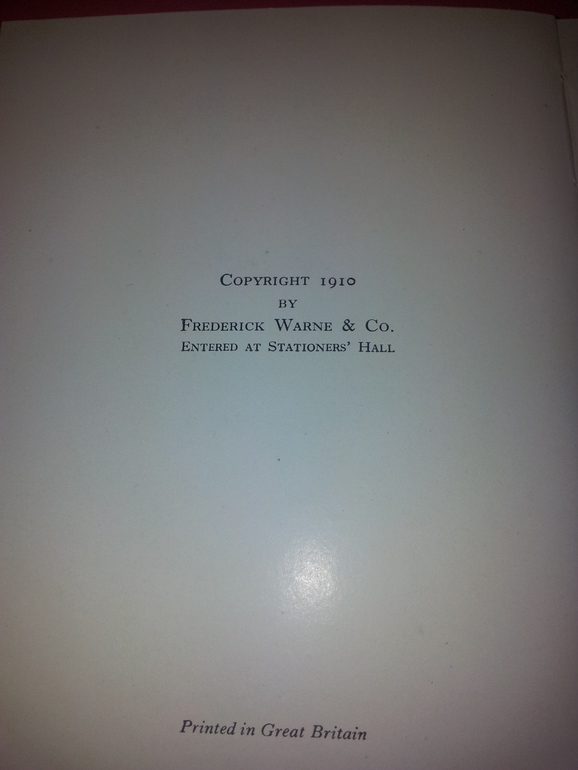 Copyright 1910
by
Frederick Warne & Co.
Entered at Stationers' Hall
Printed in Great Britain